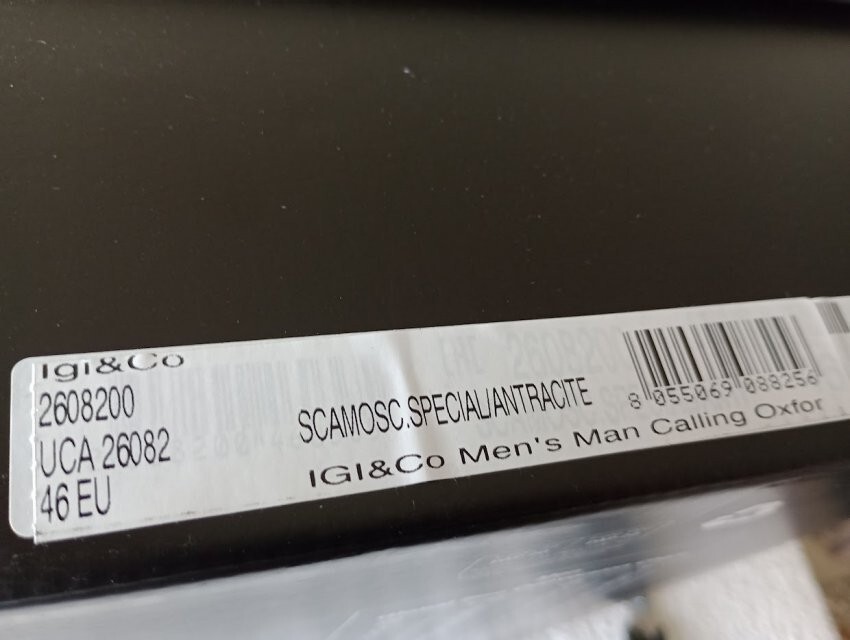 Igi&Co
2608200
UCA 26082
46 EU
SCAMOSC.SPECIAL/ANTRACITE
8 055069 088256
IGI&Co Men's Man Calling Oxfor